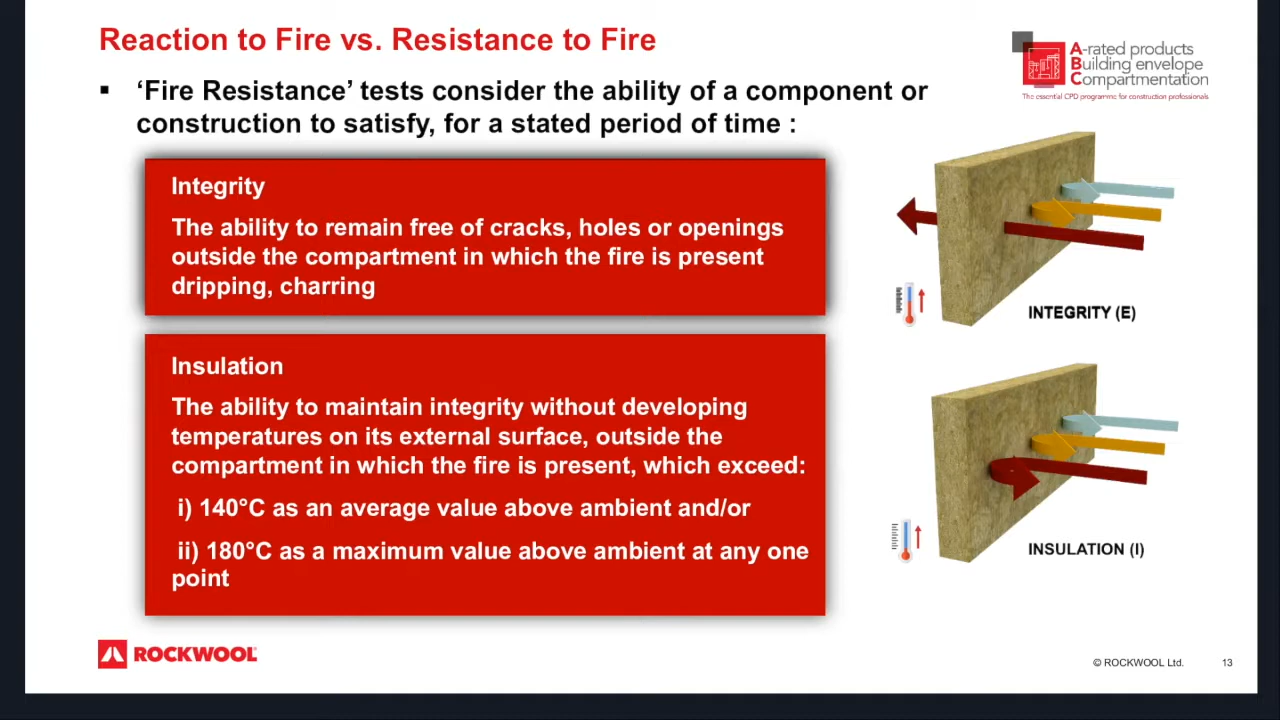 Reaction to Fire vs. Resistance to Fire
A-rated products
Building envelope
Compartmentation
The essential CPD programme for construction professionals
▪ ‘Fire Resistance’ tests consider the ability of a component or
construction to satisfy, for a stated period of time :
Integrity
The ability to remain free of cracks, holes or openings
outside the compartment in which the fire is present
dripping, charring
INTEGRITY (E)
Insulation
The ability to maintain integrity without developing
temperatures on its external surface, outside the
compartment in which the fire is present, which exceed:
i) 140°C as an average value above ambient and/or
ii) 180°C as a maximum value above ambient at any one
point
INSULATION (I)
ROCKWOOL
© ROCKWOOL Ltd.
13